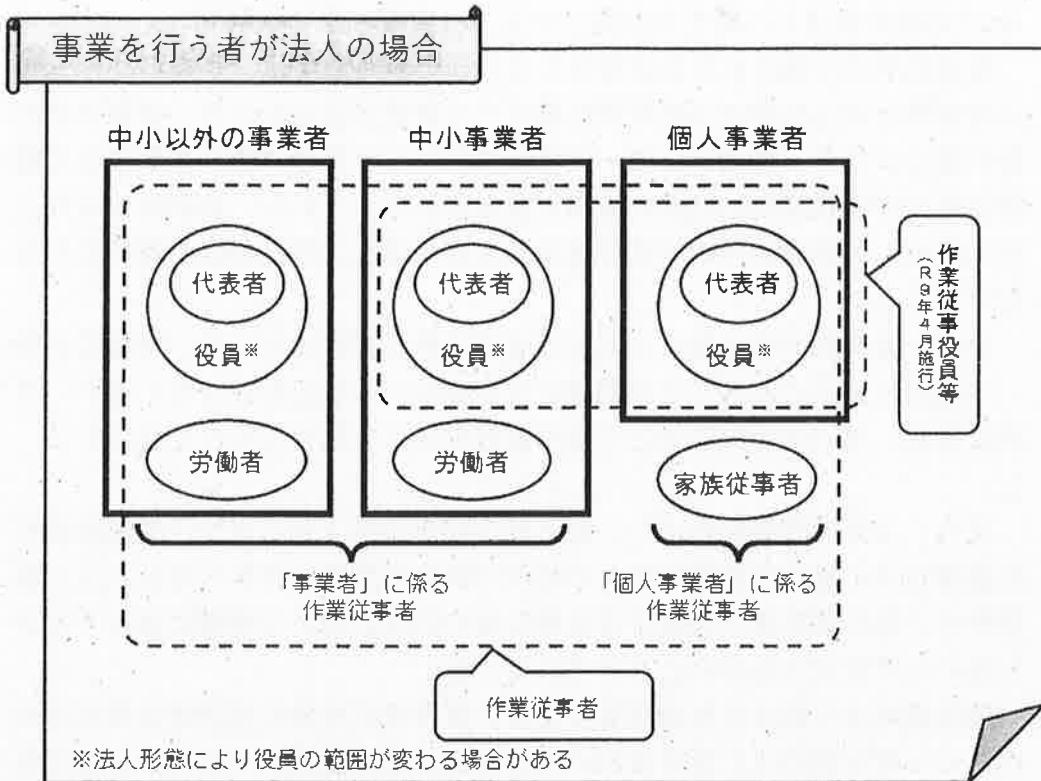 事業を行う者が法人の場合
中小以外の事業者
中小事業者
個人事業者
代表者
役員※
労働者
代表者
役員※
労働者
代表者
役員※
家族従事者
作業従事役員等
(R9年4月施行)
「事業者」に係る
作業従事者
「個人事業者」に係る
作業従事者
作業従事者
※法人形態により役員の範囲が変わる場合がある